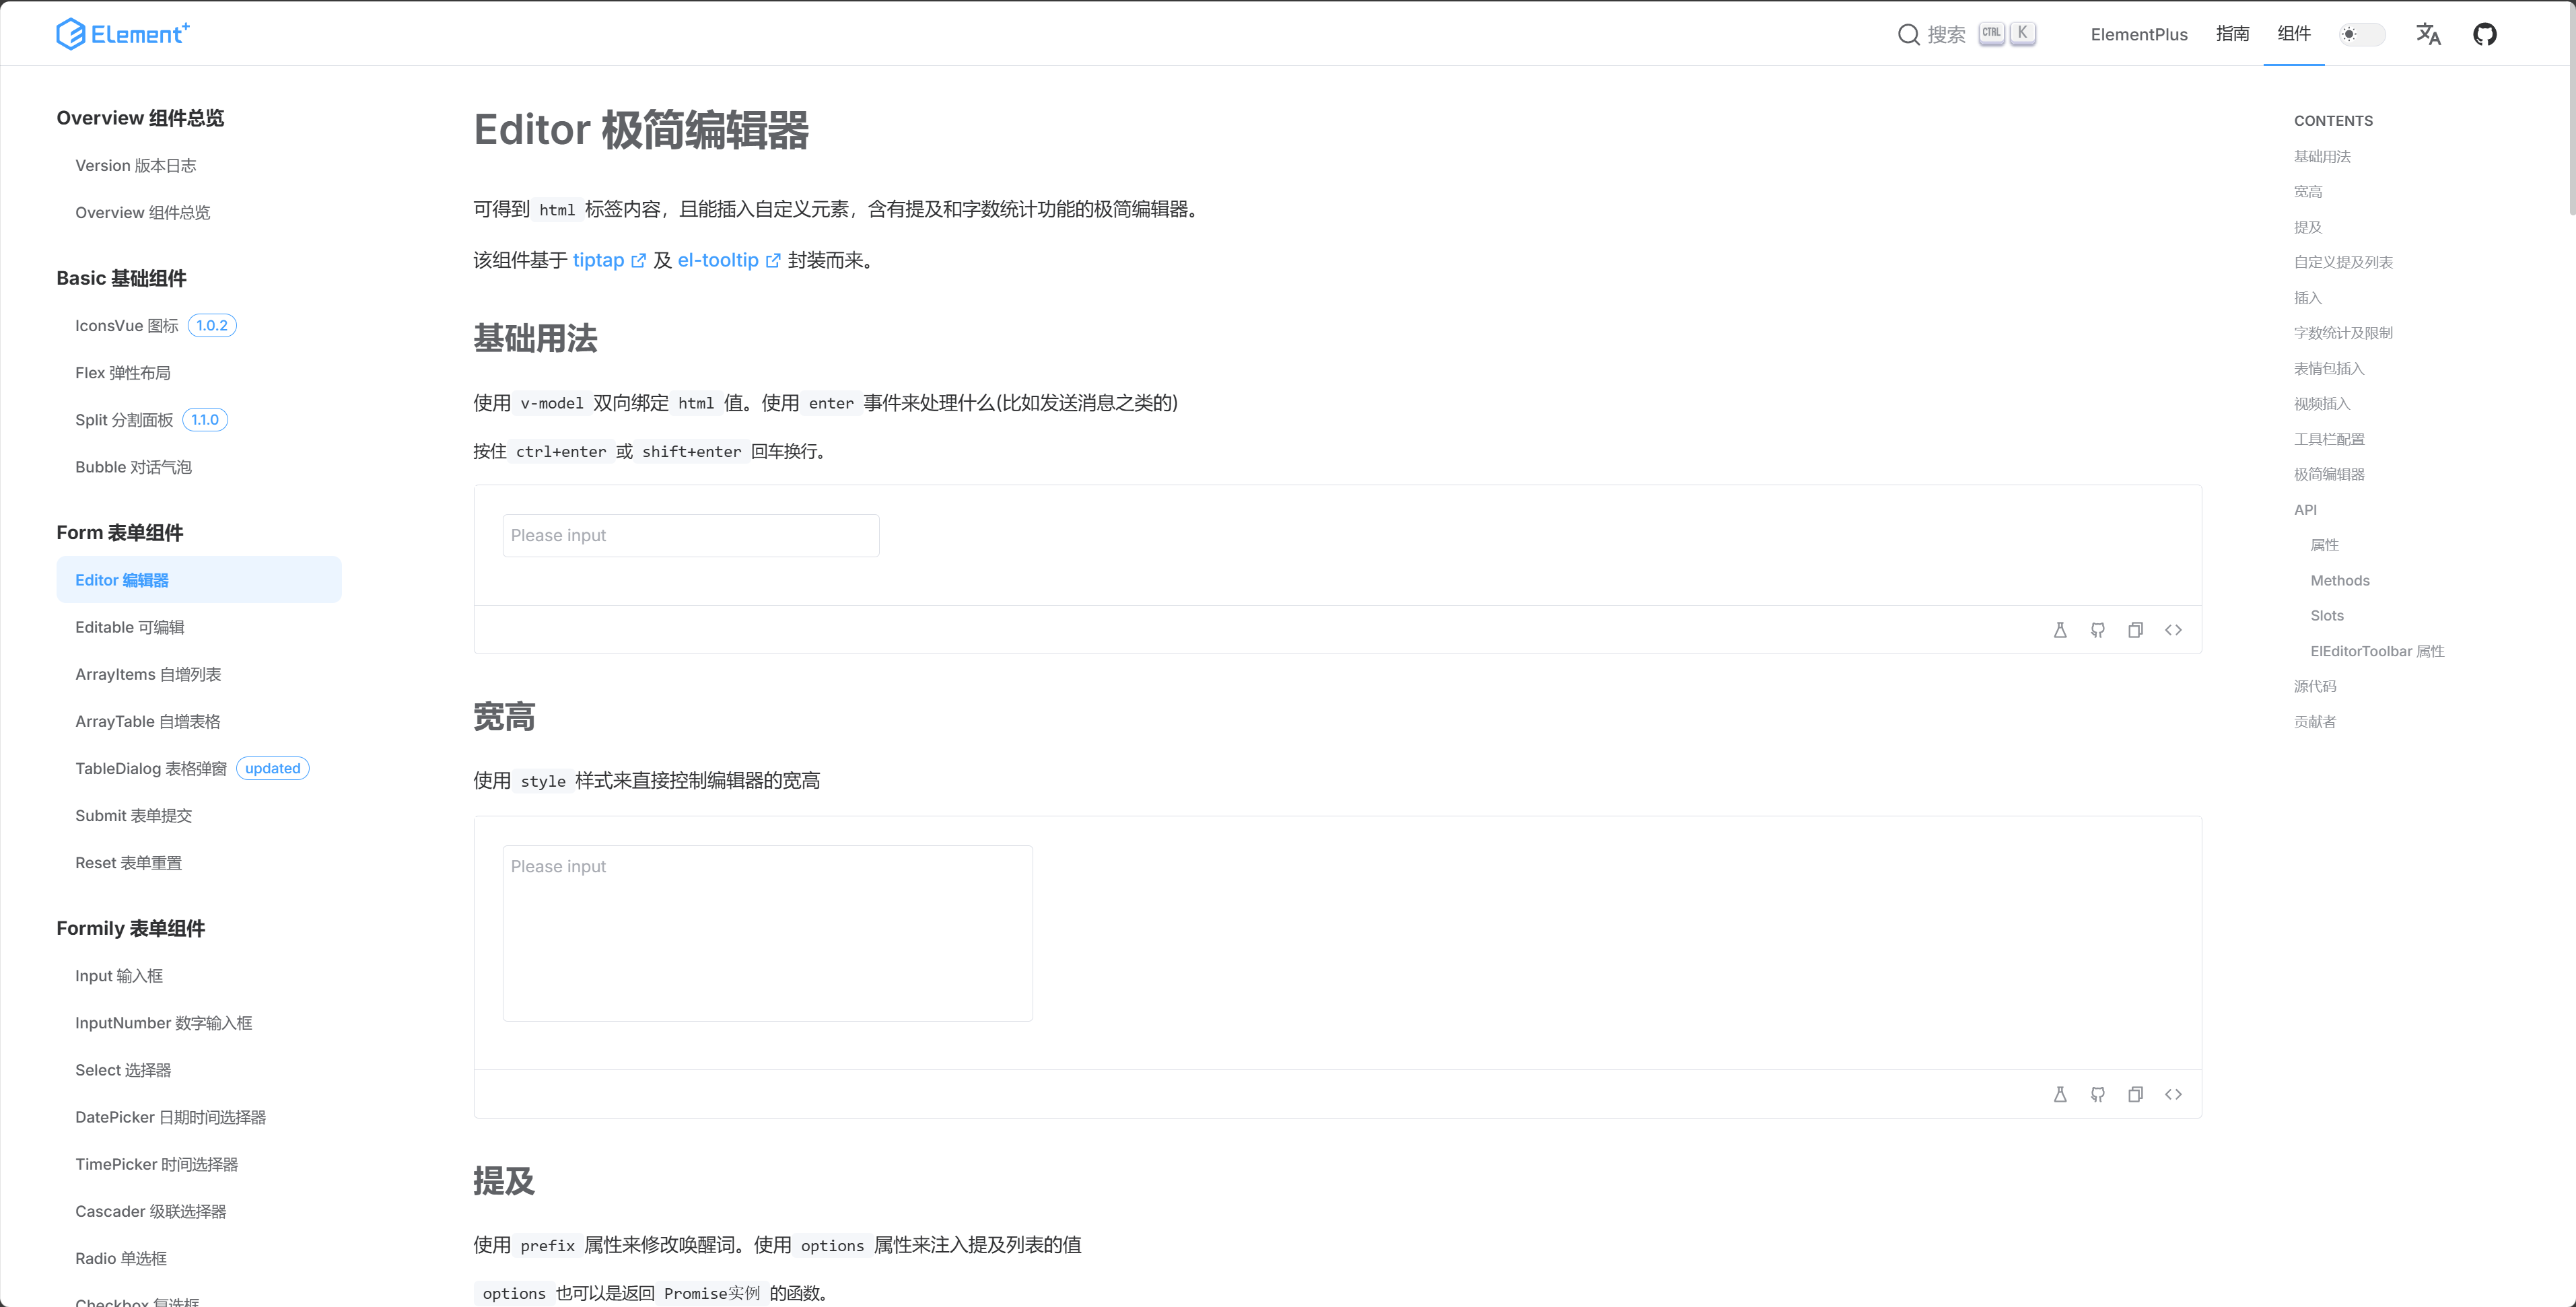 Element+
搜索 CTRL K
ElementPlus
指南
组件
Overview 组件总览
Version 版本日志
Overview 组件总览
Basic 基础组件
IconsVue 图标 1.0.2
Flex 弹性布局
Split 分割面板 1.1.0
Bubble 对话气泡
Form 表单组件
Editor 编辑器
Editable 可编辑
ArrayItems 自增列表
ArrayTable 自增表格
TableDialog 表格弹窗 updated
Submit 表单提交
Reset 表单重置
Formily 表单组件
Input 输入框
InputNumber 数字输入框
Select 选择器
DatePicker 日期时间选择器
TimePicker 时间选择器
Cascader 级联选择器
Radio 单选框
Checkbox 复选框
Editor 极简编辑器
可得到 html 标签内容，且能插入自定义元素，含有提及和字数统计功能的极简编辑器。
该组件基于 tiptap 及 el-tooltip 封装而来。
基础用法
使用 v-model 双向绑定 html 值。使用 enter 事件来处理什么(比如发送消息之类的)
按住 ctrl+enter 或 shift+enter 回车换行。
Please input
宽高
使用 style 样式来直接控制编辑器的宽高
Please input
提及
使用 prefix 属性来修改唤醒词。使用 options 属性来注入提及列表的值
options 也可以是返回 Promise实例 的函数。
CONTENTS
基础用法
宽高
提及
自定义提及列表
插入
字数统计及限制
表情包插入
视频插入
工具栏配置
极简编辑器
API
属性
Methods
Slots
ElEditorToolbar 属性
源代码
贡献者